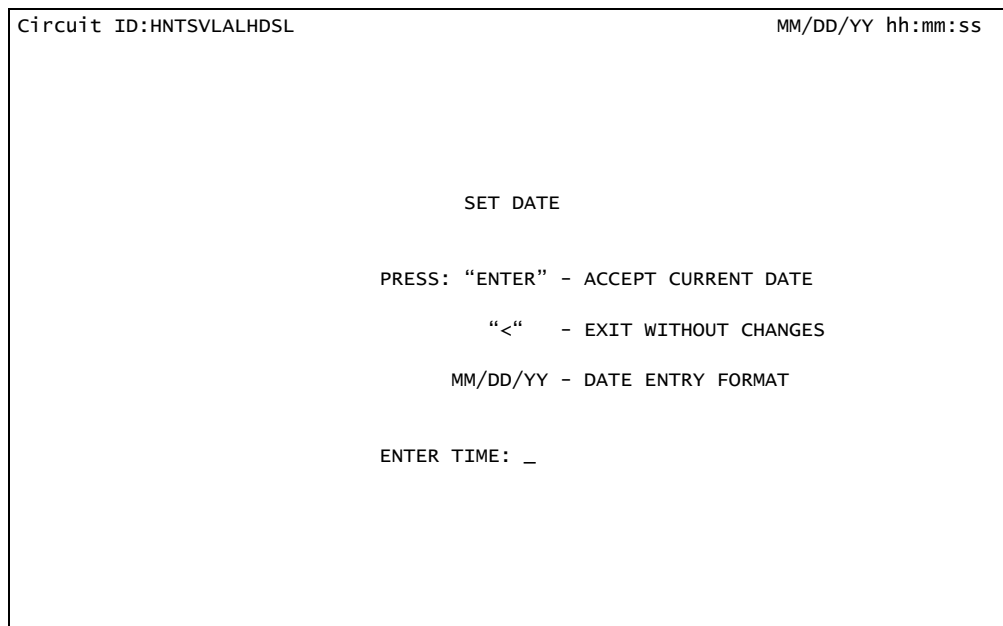 Circuit ID:HNTSVLALHDSL MM/DD/YY hh:mm:ss
SET DATE
PRESS: “ENTER” – ACCEPT CURRENT DATE
“<“ – EXIT WITHOUT CHANGES
MM/DD/YY – DATE ENTRY FORMAT
ENTER TIME: _